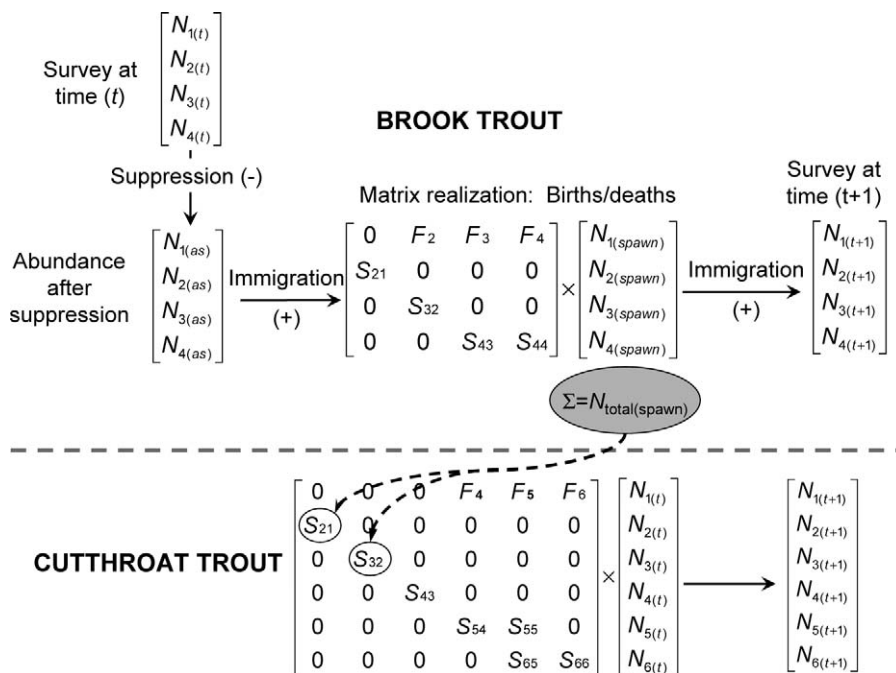 N1(t)
Survey at time (t)
N2(t)
N3(t)
N4(t)
BROOK TROUT
Suppression (-)
Matrix realization: Births/deaths
Survey at time (t+1)
Abundance after suppression
N1(as)
N2(as)
N3(as)
N4(as)
Immigration
(+)
0 F2 F3 F4
S21 0 0 0
0 S32 0 0
0 0 S43 S44
×
N1(spawn)
N2(spawn)
N3(spawn)
N4(spawn)
Immigration
(+)
N1(t+1)
N2(t+1)
N3(t+1)
N4(t+1)
Σ=Ntotal(spawn)
CUTTHROAT TROUT
0 0 0 F4 F5 F6
S21 0 0 0 0 0
0 S32 0 0 0 0
0 0 S43 0 0 0
0 0 0 S54 S55 0
0 0 0 0 S65 S66
×
N1(t)
N2(t)
N3(t)
N4(t)
N5(t)
N6(t)
N1(t+1)
N2(t+1)
N3(t+1)
N4(t+1)
N5(t+1)
N6(t+1)